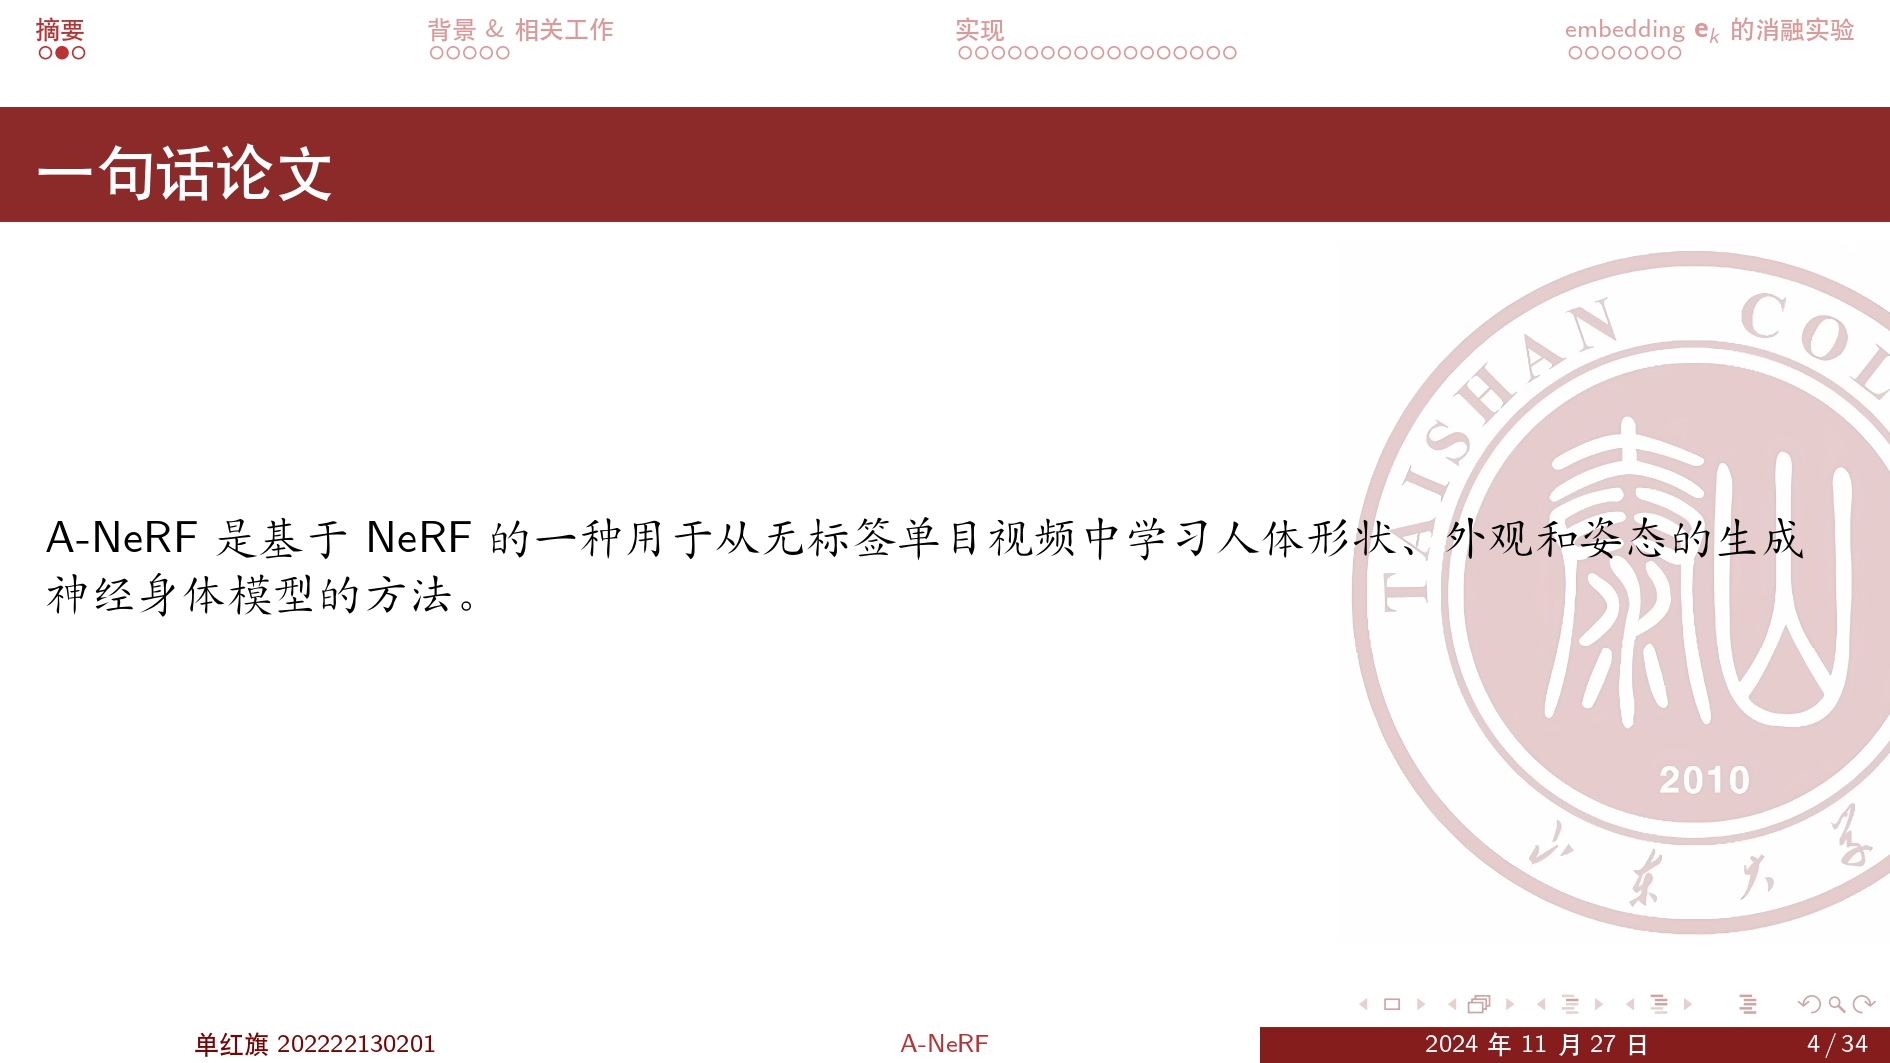 摘要
背景 & 相关工作
实现
embedding e_k 的消融实验
一句话论文
TAISHAN COL
A-NeRF 是基于 NeRF 的一种用于从无标签单目视频中学习人体形状、外观和姿态的生成
神经身体模型的方法。
泰山
2010
山东大学
单红旗 202222130201
A-NeRF
2024 年 11 月 27 日
4 / 34